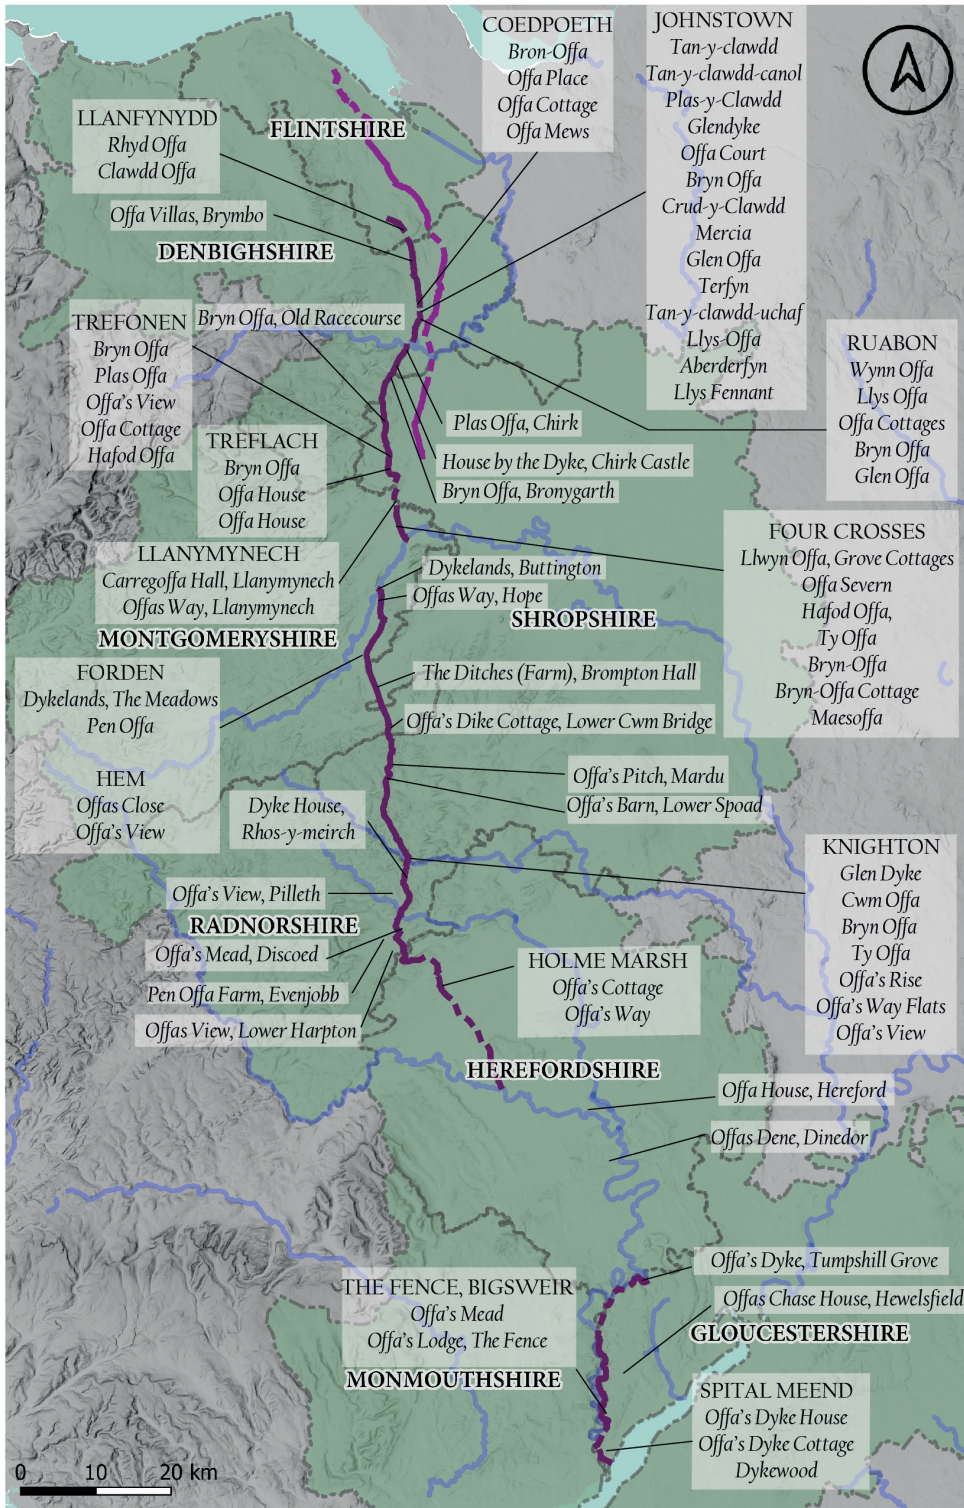 COEDPOETH
Bron-Offa
Offa Place
Offa Cottage
Offa Mews
JOHNSTOWN
Tan-y-clawdd
Tan-y-clawdd-canol
Plas-y-Clawdd
Glendyke
Offa Court
Bryn Offa
Crud-y-Clawdd
Mercia
Glen Offa
Terfyn
Tan-y-clawdd-uchaf
Llys-Offa
Aberderfyn
Llys Fennant
LLANFYNYDD
Rhyd Offa
Clawdd Offa
FLINTSHIRE
Offa Villas, Brymbo
DENBIGHSHIRE
TREFONEN
Bryn Offa
Plas Offa
Offa's View
Offa Cottage
Hafod Offa
Bryn Offa, Old Racecourse
RUABON
Wynn Offa
Llys Offa
Offa Cottages
Bryn Offa
Glen Offa
TREFLACH
Bryn Offa
Offa House
Offa House
Plas Offa, Chirk
House by the Dyke, Chirk Castle
Bryn Offa, Bronygarth
LLANYMYNECH
Carregoffa Hall, Llanymynech
Offas Way, Llanymynech
FOUR CROSSES
Llwyn Offa, Grove Cottages
Offa Severn
Hafod Offa,
Ty Offa
Bryn-Offa
Bryn-Offa Cottage
Maesoffa
Dykelands, Buttington
Offas Way, Hope
SHROPSHIRE
MONTGOMERYSHIRE
FORDEN
Dykelands, The Meadows
Pen Offa
HEM
Offas Close
Offa's View
The Ditches (Farm), Brompton Hall
Offa's Dike Cottage, Lower Cwm Bridge
Offa's Pitch, Mardu
Offa's Barn, Lower Spoad
Dyke House,
Rhos-y-meirch
KNIGHTON
Glen Dyke
Cwm Offa
Bryn Offa
Ty Offa
Offa's Rise
Offa's Way Flats
Offa's View
Offa's View, Pilleth
RADNORSHIRE
Offa's Mead, Discoed
Pen Offa Farm, Evenjobb
Offas View, Lower Harpton
HOLME MARSH
Offa's Cottage
Offa's Way
HEREFORDSHIRE
Offa House, Hereford
Offas Dene, Dinedor
Offa's Dyke, Tumpshill Grove
Offas Chase House, Hewelsfield
GLOUCESTERSHIRE
THE FENCE, BIGSWEIR
Offa's Mead
Offa's Lodge, The Fence
MONMOUTHSHIRE
SPITAL MEEND
Offa's Dyke House
Offa's Dyke Cottage
Dykewood
0 10 20 km